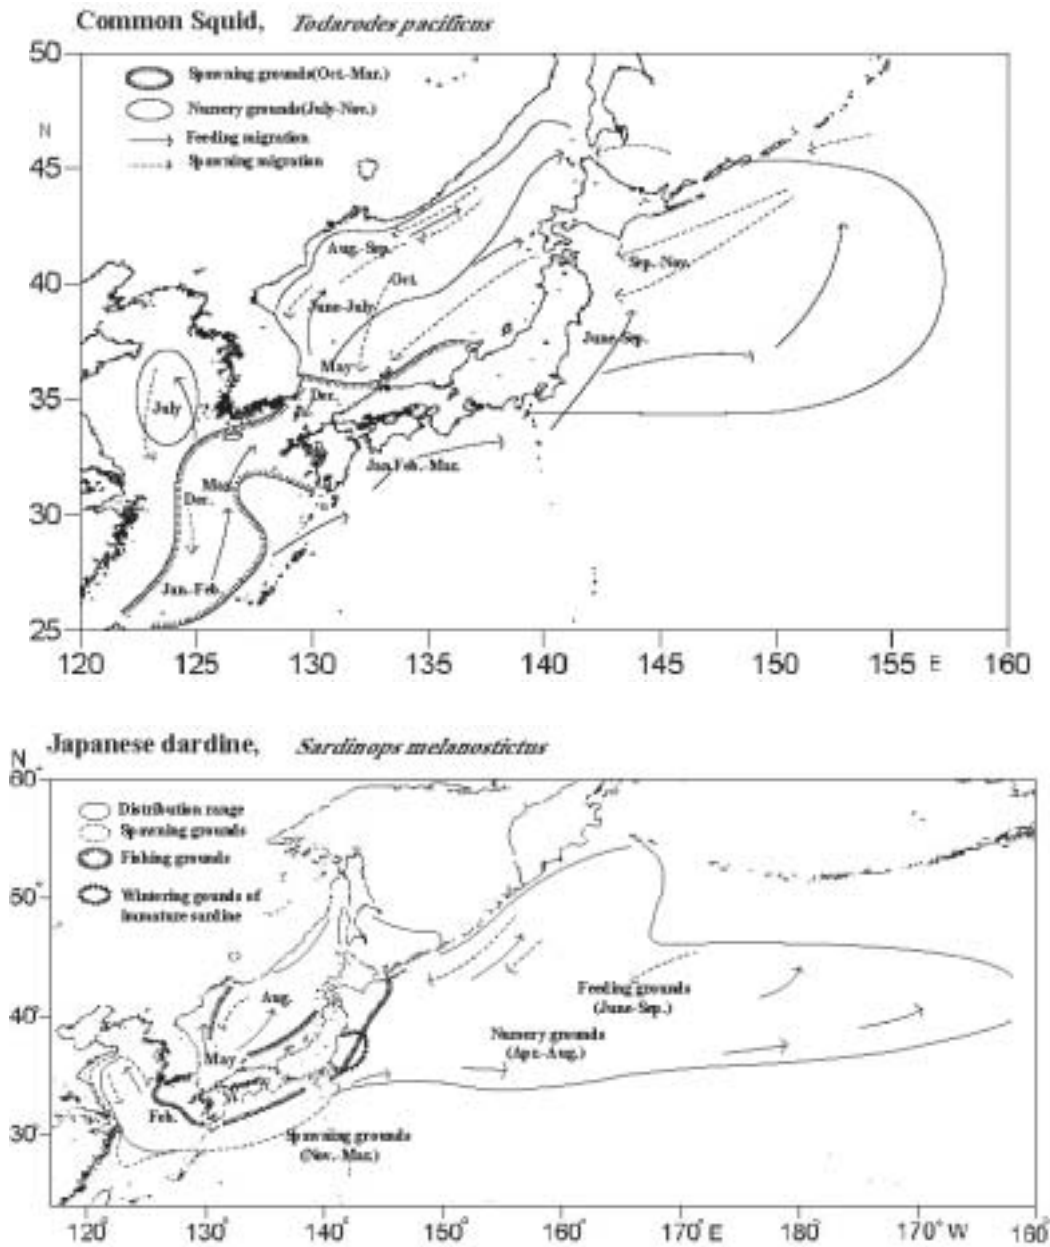 Common Squid, Todarodes pacificus
50
Spawning grounds(Oct.-Mar.)
Nursery grounds(July-Nov.)
N
Feeding migration
Spawning migration
45
Aug.-Sep.
Oct.
Sep.-Nov.
40
June-July
June-Sep.
May
Dec.
35
July
Jan.Feb.-Mar.
Mar.
Dec.
30
Jan.-Feb.
25
120 125 130 135 140 145 150 155 E 160
Japanese dardine, Sardinops melanostictus
N
60°
Distribution range
Spawning grounds
Fishing grounds
50°
Wintering gounds of
immature sardine
Aug.
Feeding grounds
(June-Sep.)
40°
Nursery grounds
(Apr.-Aug.)
May
Feb.
30°
Spawning grounds
(Nov.-Mar.)
120° 130° 140° 150° 160° 170° E 180° 170° W 160°